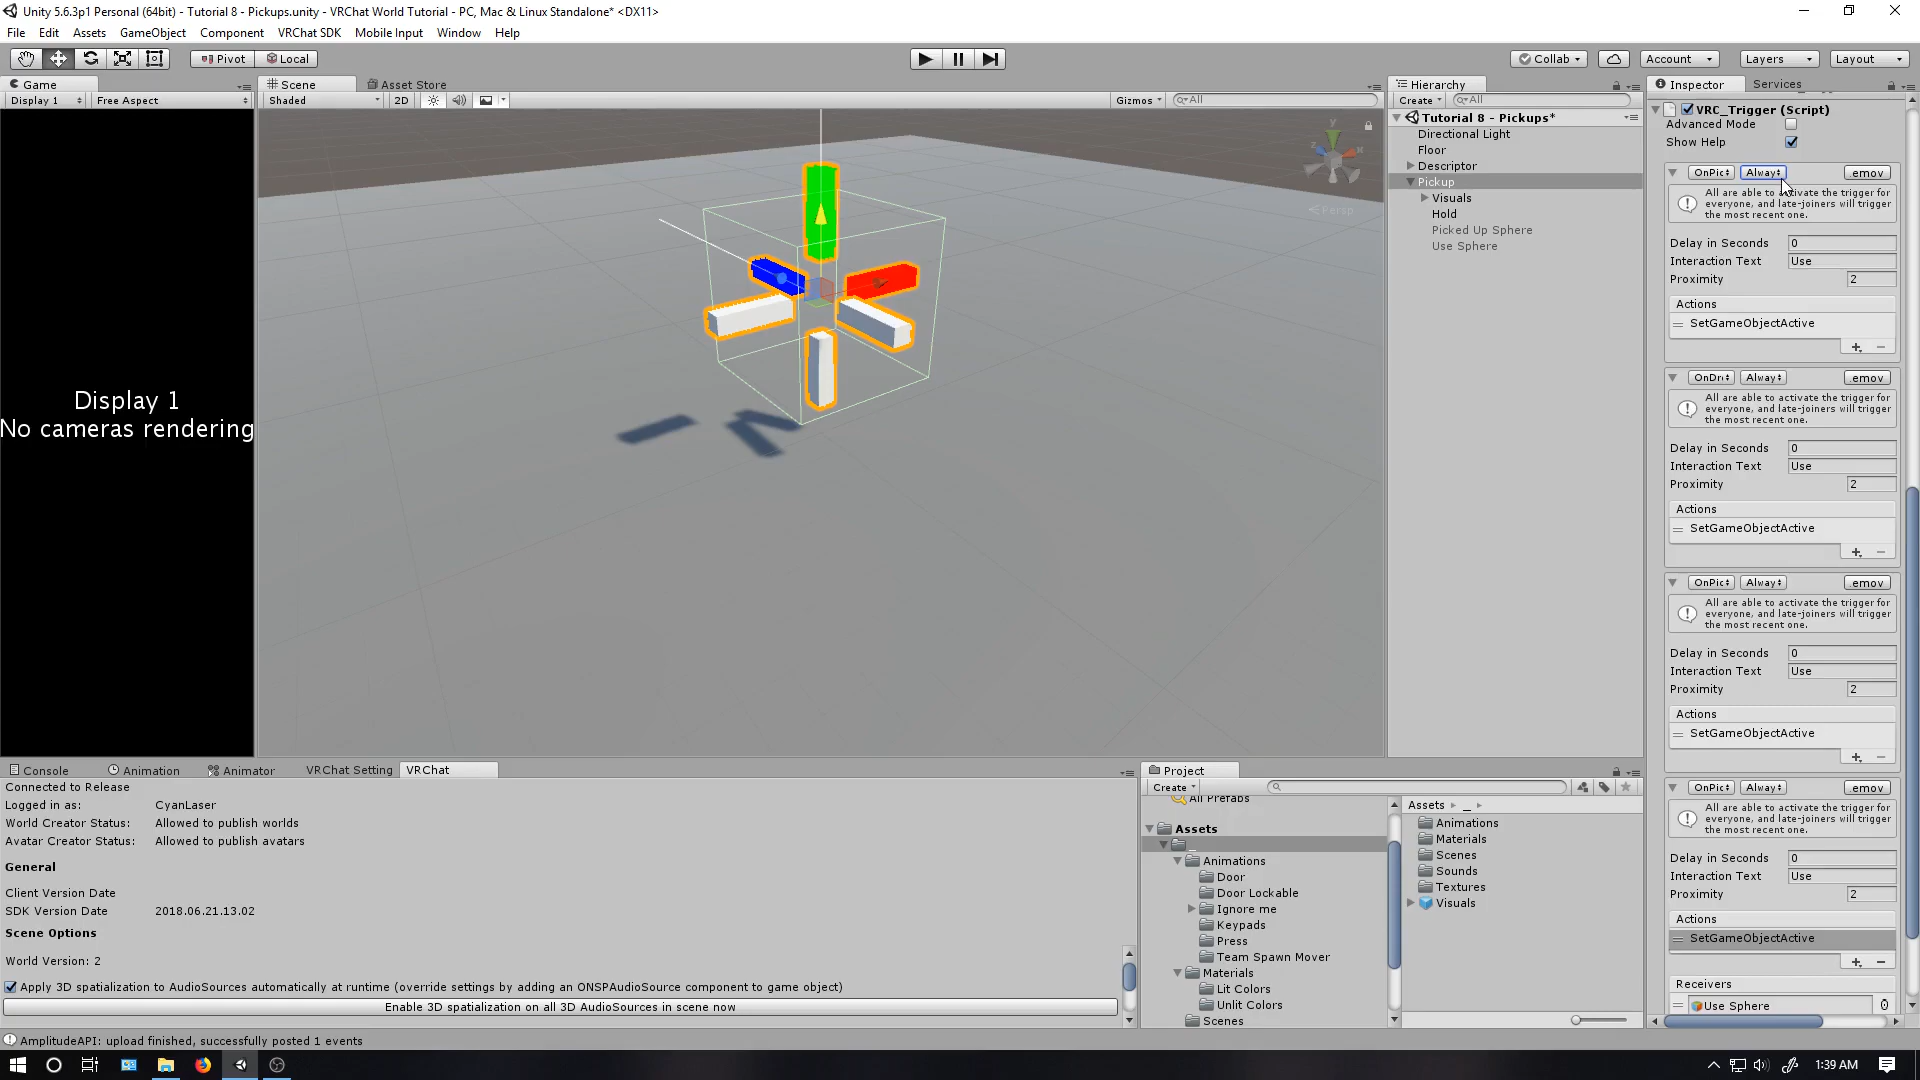 Unity 5.6.3p1 Personal (64bit) - Tutorial 8 - Pickups.unity - VRChat World Tutorial - PC, Mac & Linux Standalone* <DX11>
File Edit Assets GameObject Component VRChat SDK Mobile Input Window Help
Pivot Local Collab Account Layers Layout
Game Scene Asset Store Hierarchy Inspector Services
Display 1 Free Aspect Shaded 2D Gizmos All Create All
VRC_Trigger (Script)
Advanced Mode
Show Help
Tutorial 8 - Pickups*
Directional Light
Floor
Descriptor
Pickup
Visuals
Hold
Picked Up Sphere
Use Sphere
y
x
z
Persp
Display 1
No cameras rendering
OnPic Alway emov
All are able to activate the trigger for
everyone, and late-joiners will trigger
the most recent one.
Delay in Seconds 0
Interaction Text Use
Proximity 2
Actions
SetGameObjectActive
OnDr Alway emov
All are able to activate the trigger for
everyone, and late-joiners will trigger
the most recent one.
Delay in Seconds 0
Interaction Text Use
Proximity 2
Actions
SetGameObjectActive
OnPic Alway emov
All are able to activate the trigger for
everyone, and late-joiners will trigger
the most recent one.
Delay in Seconds 0
Interaction Text Use
Proximity 2
Actions
SetGameObjectActive
OnPic Alway emov
All are able to activate the trigger for
everyone, and late-joiners will trigger
the most recent one.
Delay in Seconds 0
Interaction Text Use
Proximity 2
Actions
SetGameObjectActive
Receivers
Use Sphere
Console Animation Animator VRChat Setting VRChat
Connected to Release
Logged in as: CyanLaser
World Creator Status: Allowed to publish worlds
Avatar Creator Status: Allowed to publish avatars
General
Client Version Date
SDK Version Date 2018.06.21.13.02
Scene Options
World Version: 2
Apply 3D spatialization to AudioSources automatically at runtime (override settings by adding an ONSPAudioSource component to game object)
Enable 3D spatialization on all 3D AudioSources in scene now
Project
Create
All Prefabs
Assets
_
Animations
Door
Door Lockable
Ignore me
Keypads
Press
Team Spawn Mover
Materials
Lit Colors
Unlit Colors
Scenes
Assets _
Animations
Materials
Scenes
Sounds
Textures
Visuals
AmplitudeAPI: upload finished, successfully posted 1 events
1:39 AM